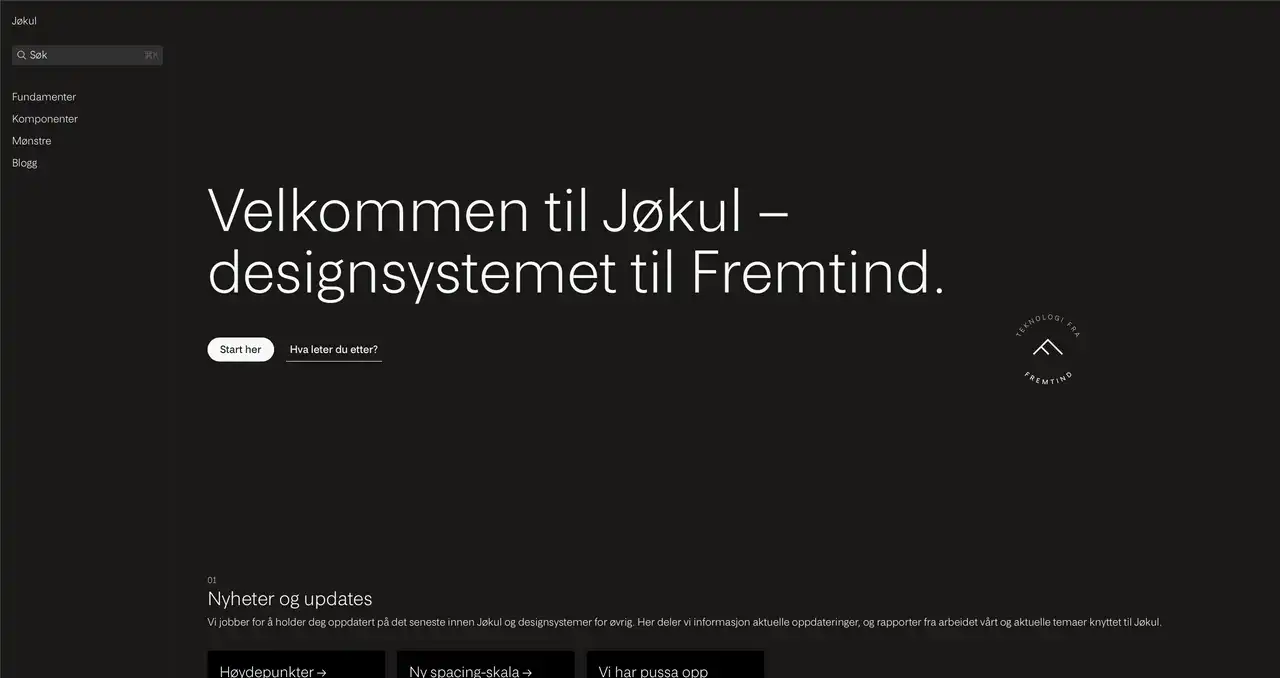 Jøkul
Søk ⌘K
Fundamenter
Komponenter
Mønstre
Blogg
Velkommen til Jøkul –
designsystemet til Fremtind.
Start her
Hva leter du etter?
TEKNOLOGI FRA
FREMTIND
01
Nyheter og updates
Vi jobber for å holder deg oppdatert på det seneste innen Jøkul og designsystemer for øvrig. Her deler vi informasjon aktuelle oppdateringer, og rapporter fra arbeidet vårt og aktuelle temaer knyttet til Jøkul.
Høydepunkter →
Ny spacing-skala →
Vi har pussa opp